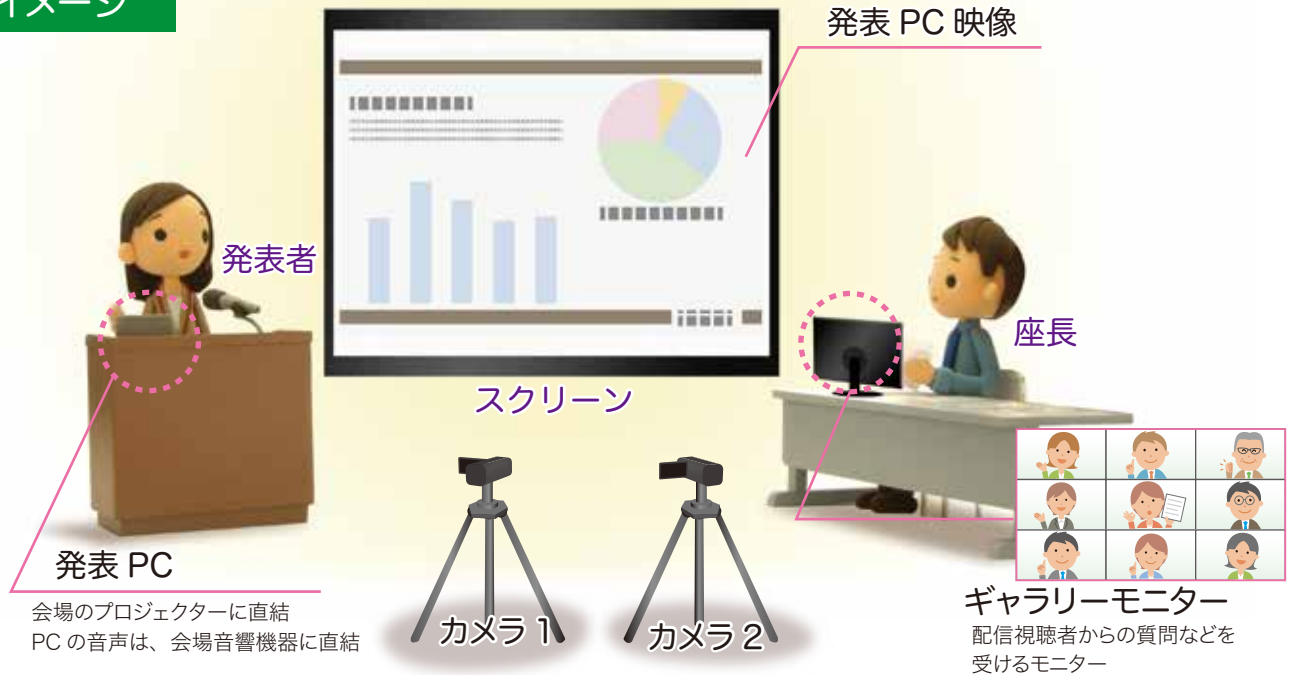 イメージ
発表 PC 映像
発表者
座長
スクリーン
発表 PC
会場のプロジェクターに直結
PC の音声は、会場音響機器に直結
カメラ 1
カメラ 2
ギャラリーモニター
配信視聴者からの質問などを
受けるモニター